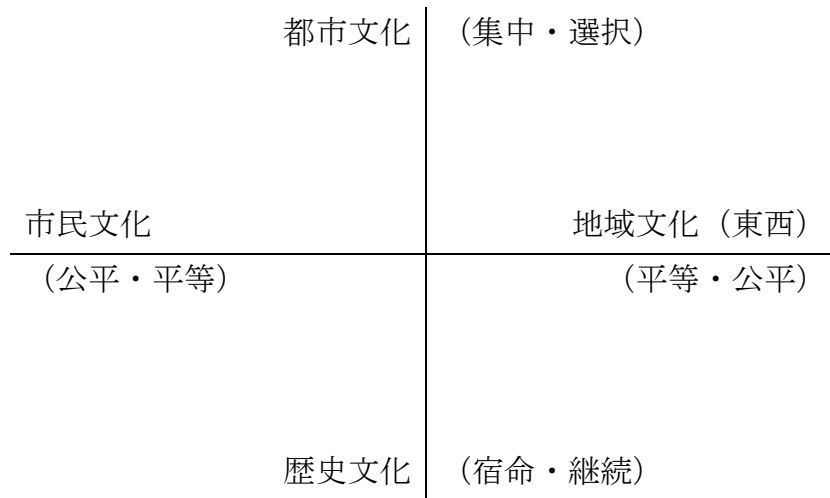 都市文化 (集中・選択)
市民文化 地域文化(東西)
(公平・平等) (平等・公平)
歴史文化 (宿命・継続)